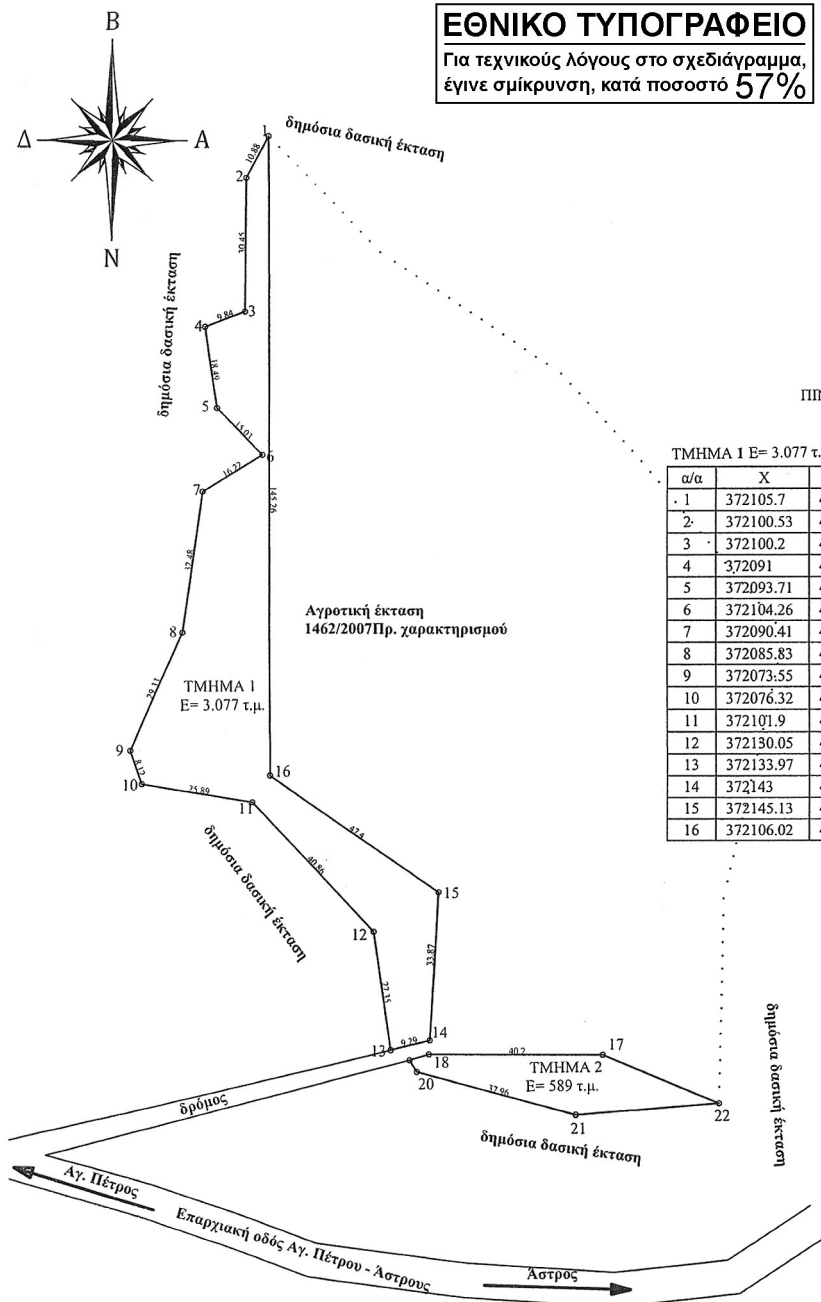 ΕΘΝΙΚΟ ΤΥΠΟΓΡΑΦΕΙΟ
Για τεχνικούς λόγους στο σχεδιάγραμμα,
έγινε σμίκρυνση, κατά ποσοστό 57%
Β
Δ
Α
Ν
1
δημόσια δασική έκταση
10.88
2
30.45
δημόσια δασική έκταση
3
9.84
4
18.49
5
15.03
6
16.22
7
145.26
32.48
8
Αγροτική έκταση
1462/2007Πρ. χαρακτηρισμού
29.33
ΤΜΗΜΑ 1
Ε= 3.077 τ.μ.
9
8.12
10
25.89
11
16
42.4
40.86
δημόσια δασική έκταση
15
12
33.87
27.35
13
9.29
14
18
40.2
17
20
ΤΜΗΜΑ 2
Ε= 589 τ.μ.
37.96
21
22
δρόμος
δημόσια δασική έκταση
δημόσια δασική έκταση
Αγ. Πέτρος
Επαρχιακή οδός Αγ. Πέτρου - Άστρους
Άστρος
ΤΜΗΜΑ 1 Ε= 3.077 τ.
α/α Χ
1 372105.7
2 372100.53
3 372100.2
4 372091
5 372093.71
6 372104.26
7 372090.41
8 372085.83
9 372073.55
10 372076.32
11 372101.9
12 372130.05
13 372133.97
14 372143
15 372145.13
16 372106.02